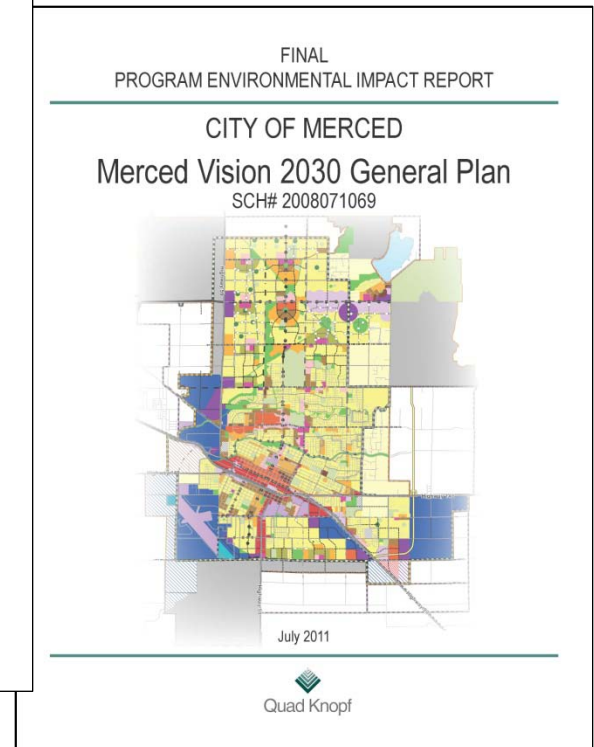 FINAL
PROGRAM ENVIRONMENTAL IMPACT REPORT
CITY OF MERCED
Merced Vision 2030 General Plan
SCH# 2008071069
July 2011
Quad Knopf